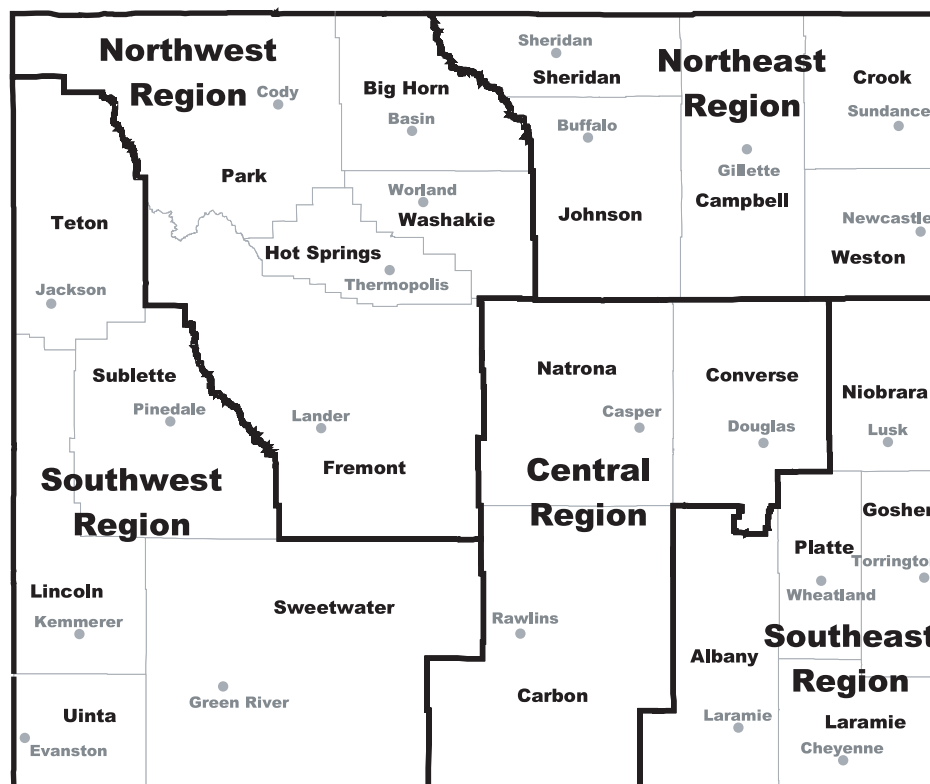 Northwest
Region
Cody
Big Horn
Basin
Park
Worland
Washakie
Hot Springs
Thermopolis
Teton
Jackson
Sheridan
Sheridan
Buffalo
Johnson
Northeast
Region
Gillette
Campbell
Crook
Sundance
Newcastle
Weston
Sublette
Pinedale
Lander
Fremont
Southwest
Region
Lincoln
Kemmerer
Sweetwater
Green River
Uinta
Evanston
Natrona
Casper
Converse
Douglas
Central
Region
Rawlins
Carbon
Niobrara
Lusk
Goshen
Platte
Torrington
Wheatland
Southeast
Region
Albany
Laramie
Laramie
Cheyenne